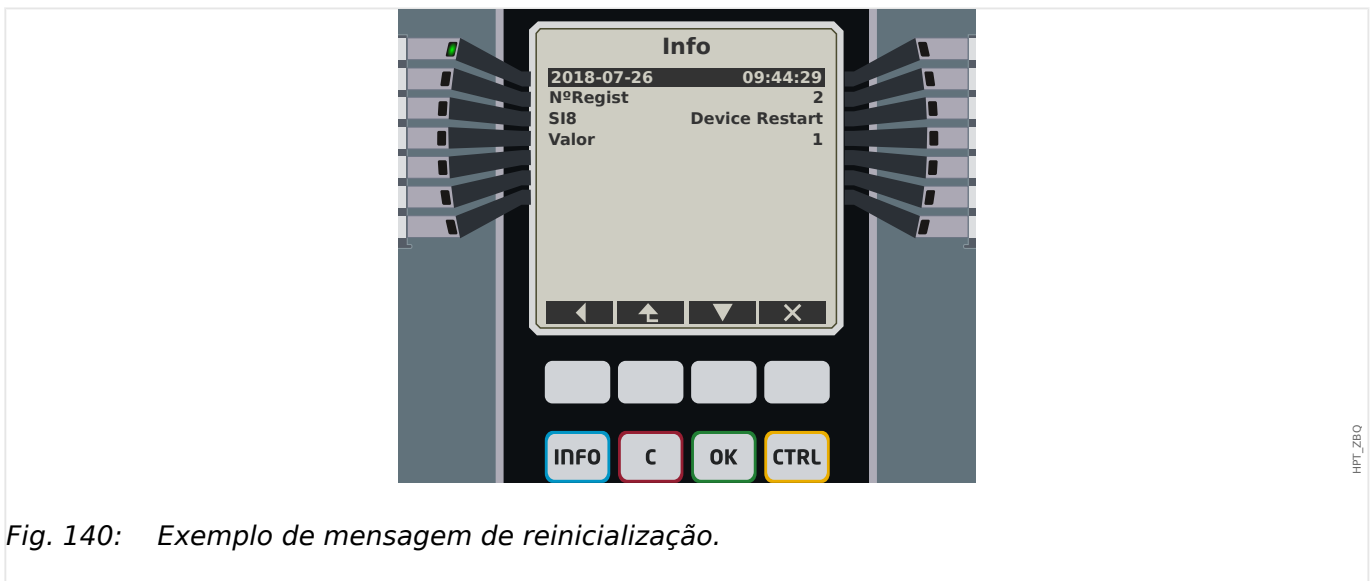 Info
2018-07-26 09:44:29
NºRegist 2
SI8 Device Restart
Valor 1
INFO C OK CTRL
HPT_ZBQ
Fig. 140: Exemplo de mensagem de reinicialização.